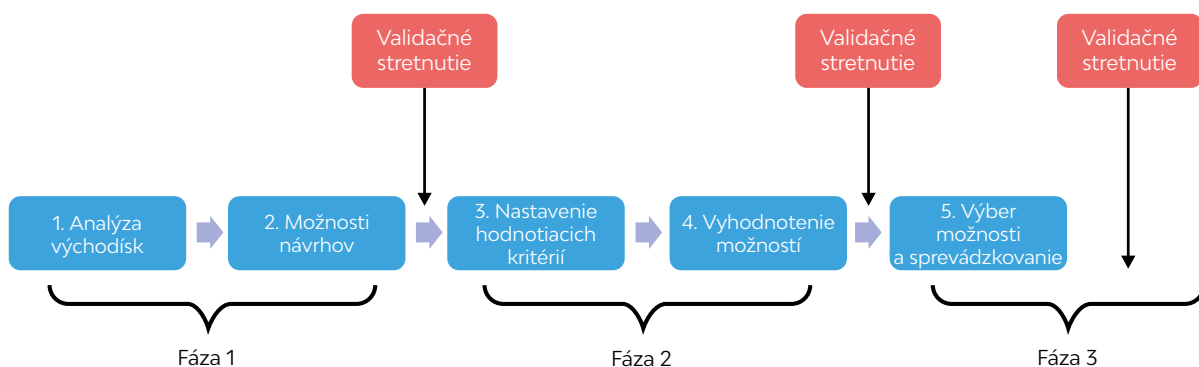 Validačné
stretnutie
Validačné
stretnutie
Validačné
stretnutie
1. Analýza
východísk
2. Možnosti
návrhov
3. Nastavenie
hodnotiacich
kritérií
4. Vyhodnotenie
možností
5. Výber
možnosti
a sprevádzkovanie
Fáza 1
Fáza 2
Fáza 3